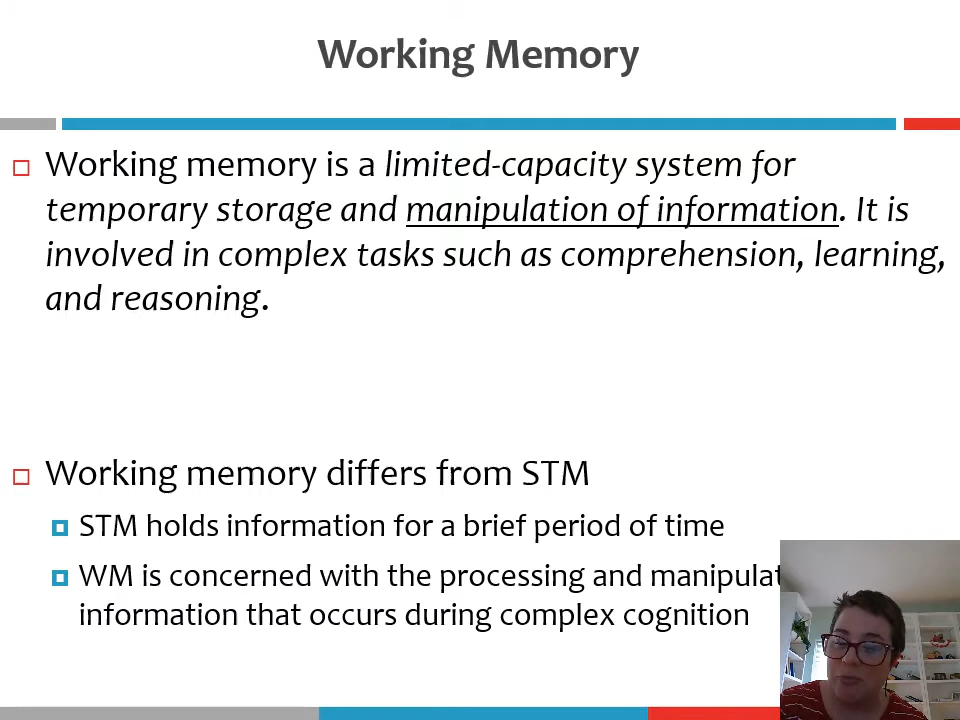 Working Memory
Working memory is a limited-capacity system for
temporary storage and manipulation of information. It is
involved in complex tasks such as comprehension, learning,
and reasoning.
Working memory differs from STM
STM holds information for a brief period of time
WM is concerned with the processing and
information that occurs during complex cognition